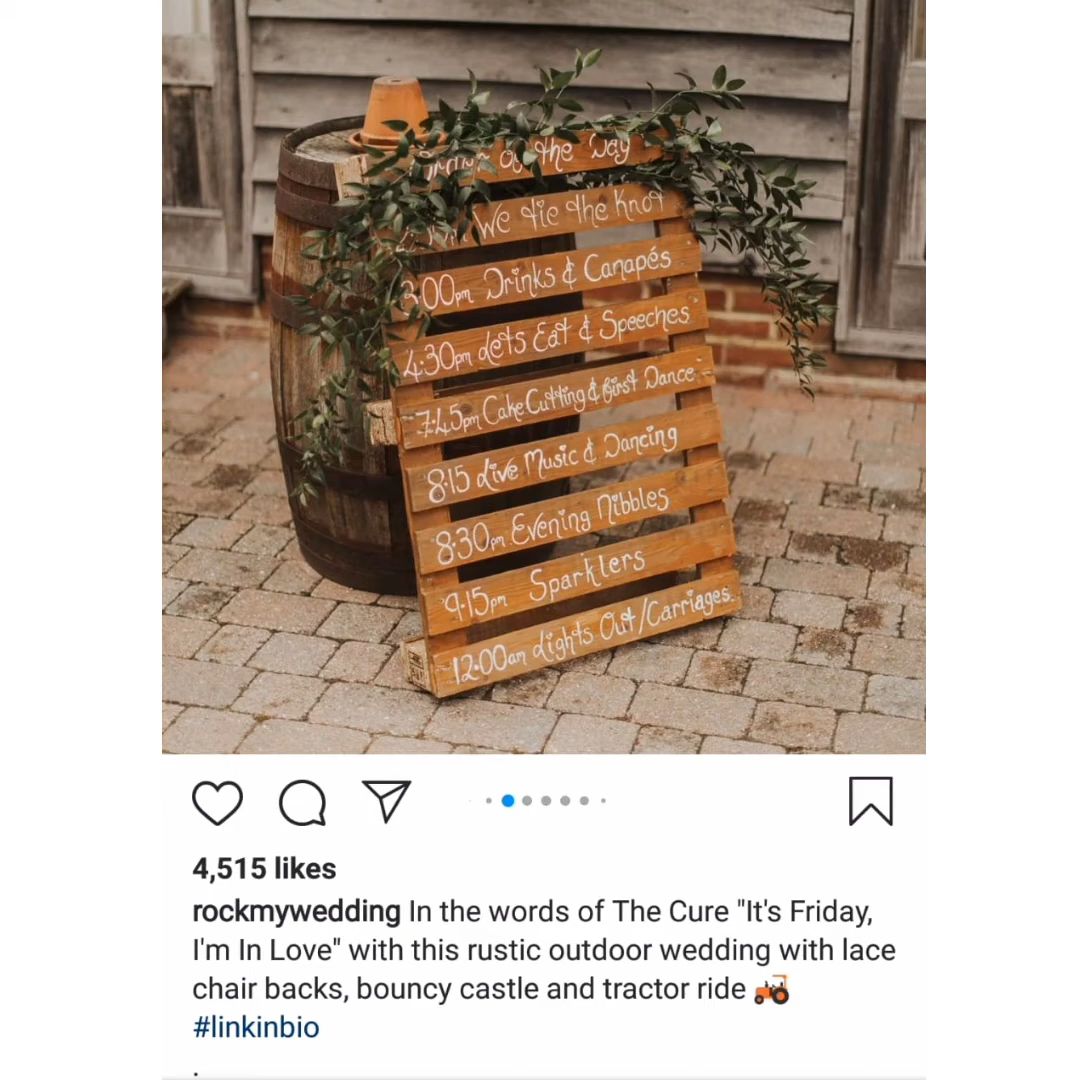 of the Day
We tie the Knot
3:00pm Drinks & Canapés
4:30pm Lets Eat & Speeches
7:45pm Cake Cutting & First Dance
8:15 Live Music & Dancing
8:30pm Evening Nibbles
9:15pm Sparklers
12:00am Lights Out/Carriages.
4,515 likes
rockmywedding In the words of The Cure "It's Friday,
I'm In Love" with this rustic outdoor wedding with lace
chair backs, bouncy castle and tractor ride 🚜
#linkinbio
.